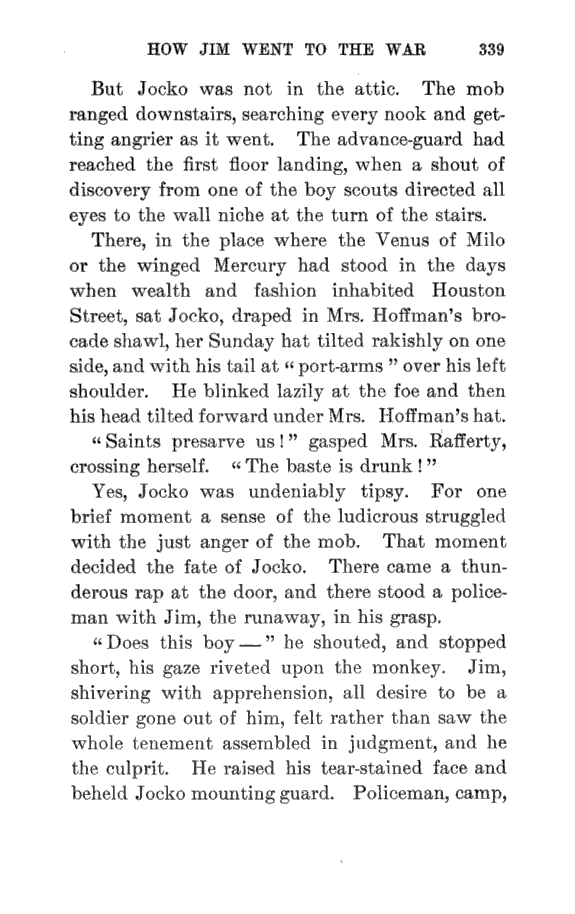 HOW JIM WENT TO THE WAR 339
But Jocko was not in the attic. The mob
ranged downstairs, searching every nook and get-
ting angrier as it went. The advance-guard had
reached the first floor landing, when a shout of
discovery from one of the boy scouts directed all
eyes to the wall niche at the turn of the stairs.
There, in the place where the Venus of Milo
or the winged Mercury had stood in the days
when wealth and fashion inhabited Houston
Street, sat Jocko, draped in Mrs. Hoffman's bro-
cade shawl, her Sunday hat tilted rakishly on one
side, and with his tail at “port-arms” over his left
shoulder. He blinked lazily at the foe and then
his head tilted forward under Mrs. Hoffman's hat.
“Saints presarve us!” gasped Mrs. Rafferty,
crossing herself. “The baste is drunk!”
Yes, Jocko was undeniably tipsy. For one
brief moment a sense of the ludicrous struggled
with the just anger of the mob. That moment
decided the fate of Jocko. There came a thun-
derous rap at the door, and there stood a police-
man with Jim, the runaway, in his grasp.
“Does this boy—” he shouted, and stopped
short, his gaze riveted upon the monkey. Jim,
shivering with apprehension, all desire to be a
soldier gone out of him, felt rather than saw the
whole tenement assembled in judgment, and he
the culprit. He raised his tear-stained face and
beheld Jocko mounting guard. Policeman, camp,